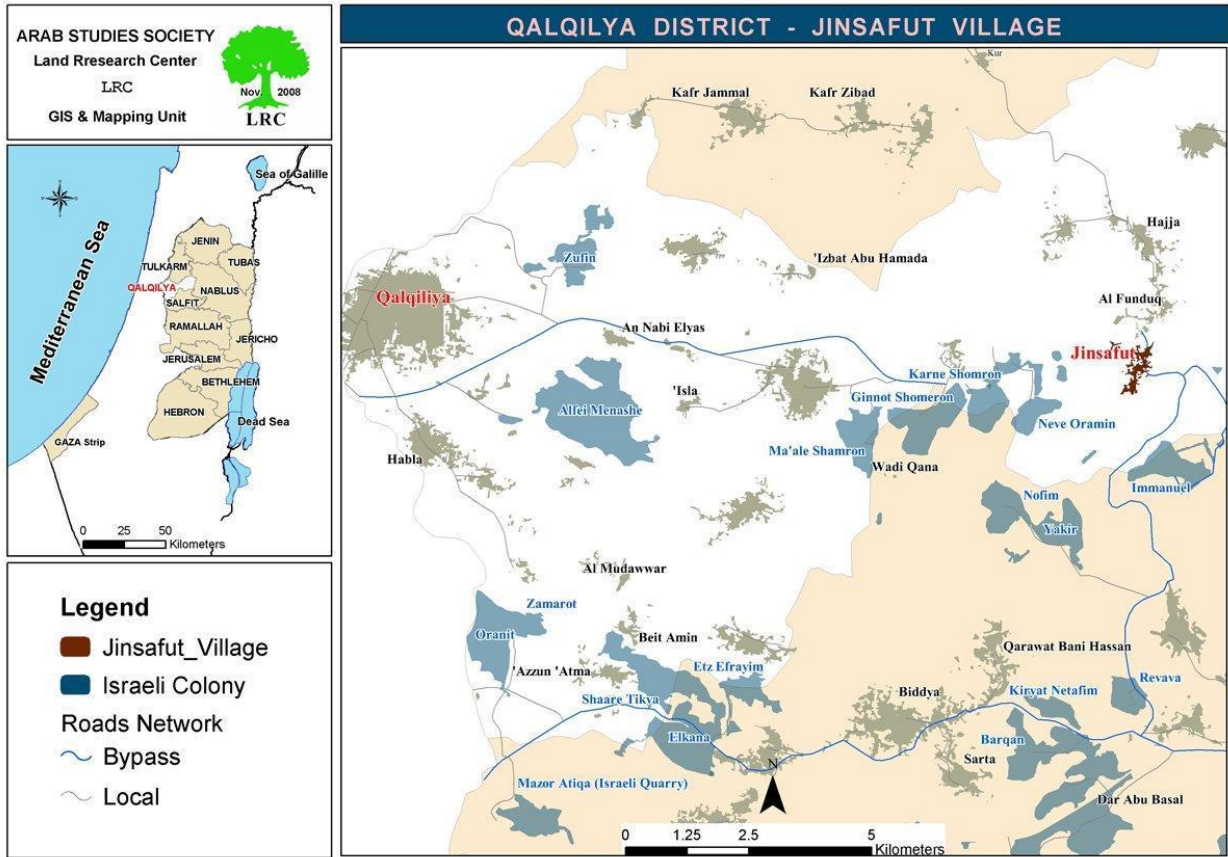 ARAB STUDIES SOCIETY
Land Rresearch Center
LRC
GIS & Mapping Unit
Nov. 2008
LRC
QALQILYA DISTRICT - JINSAFUT VILLAGE
Mediterranean Sea
Sea of Galille
JENIN
TULKARM
TUBAS
QALQILYA
NABLUS
SALFIT
RAMALLAH
JERICHO
JERUSALEM
BETHLEHEM
HEBRON
Dead Sea
GAZA Strip
0 25 50
Kilometers
Legend
Jinsafut_Village
Israeli Colony
Roads Network
Bypass
Local
Kur
Kafr Jammal
Kafr Zibad
Hajja
Zufin
'Izbat Abu Hamada
Qalqiliya
Al Funduq
An Nabi Elyas
Jinsafut
Karne Shomron
'Isla
Ginnot Shomeron
Alfei Menashe
Neve Oramin
Habla
Ma'ale Shamron
Wadi Qana
Immanuel
Nofim
Yakir
Al Mudawwar
Zamarot
Oranit
Beit Amin
Qarawat Bani Hassan
'Azzun 'Atma
Etz Efrayim
Revava
Shaare Tikya
Biddya
Kiryat Netafim
Elkana
Barqan
Sarta
Mazor Atiqa (Israeli Quarry)
N
Dar Abu Basal
0 1.25 2.5 5
Kilometers